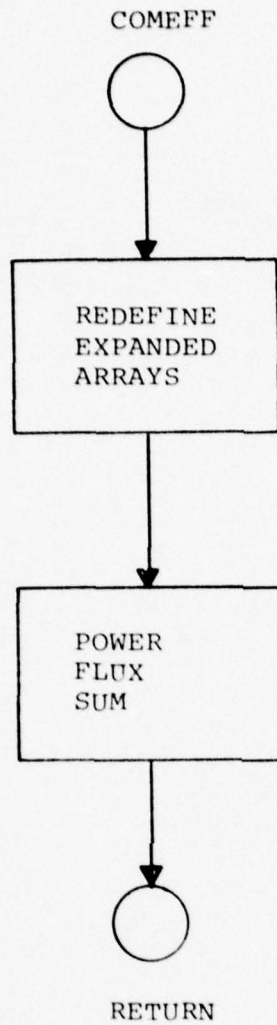 COMEFF
REDEFINE
EXPANDED
ARRAYS
POWER
FLUX
SUM
RETURN